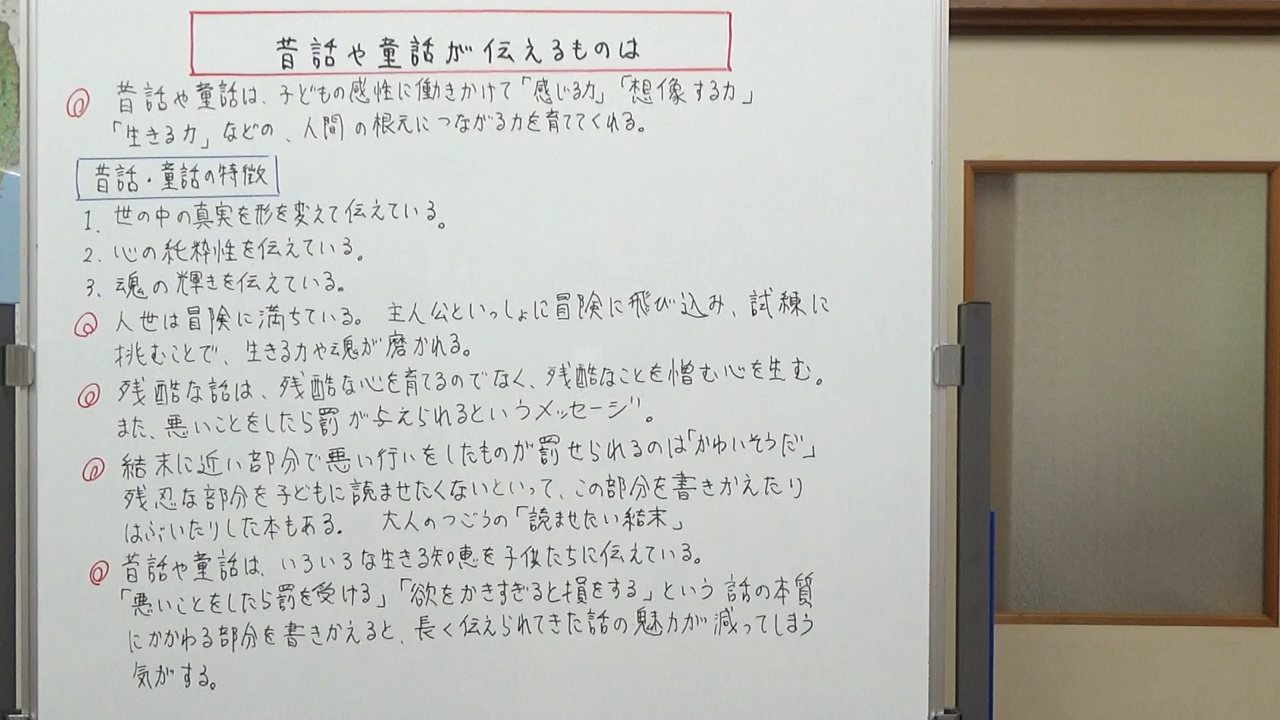 昔話や童話が伝えるものは
◎ 昔話や童話は、子どもの感性に働きかけて「感じる力」「想像する力」
「生きる力」などの、人間の根元につながる力を育ててくれる。
昔話・童話の特徴
1. 世の中の真実を形を変えて伝えている。
2. 心の純粋性を伝えている。
3. 魂の輝きを伝えている。
◎ 人世は冒険に満ちている。 主人公といっしょに冒険に飛び込み、試練に
挑むことで、生きる力や魂が磨かれる。
◎ 残酷な話は、残酷な心を育てるのでなく、残酷なことを憎む心を生む。
また、悪いことをしたら罰が与えられるというメッセージ。
◎ 結末に近い部分で悪い行いをしたものが罰せられるのは「かわいそうだ」
残忍な部分を子どもに読ませたくないといって、この部分を書きかえたり
はぶいたりした本もある。 大人のつごうの「読ませたい結末」
◎ 昔話や童話は、いろいろな生きる知恵を子供たちに伝えている。
「悪いことをしたら罰を受ける」「欲をかきすぎると損をする」という話の本質
にかかわる部分を書きかえると、長く伝えられてきた話の魅力が減ってしまう
気がする。